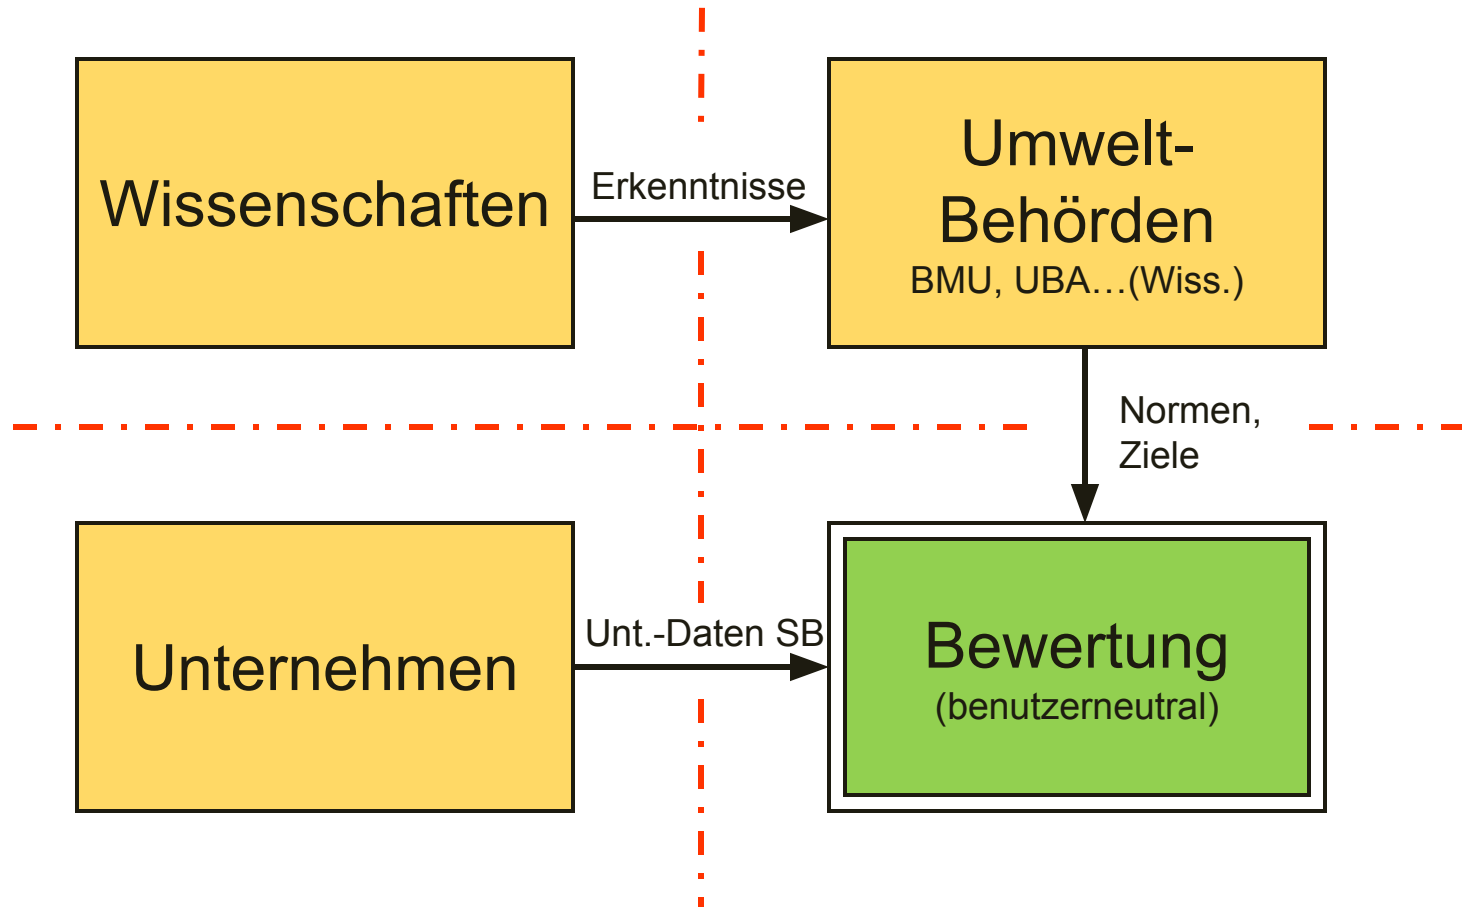 Wissenschaften
Erkenntnisse
Umwelt-
Behörden
BMU, UBA…(Wiss.)
Normen,
Ziele
Unternehmen
Unt.-Daten SB
Bewertung
(benutzerneutral)